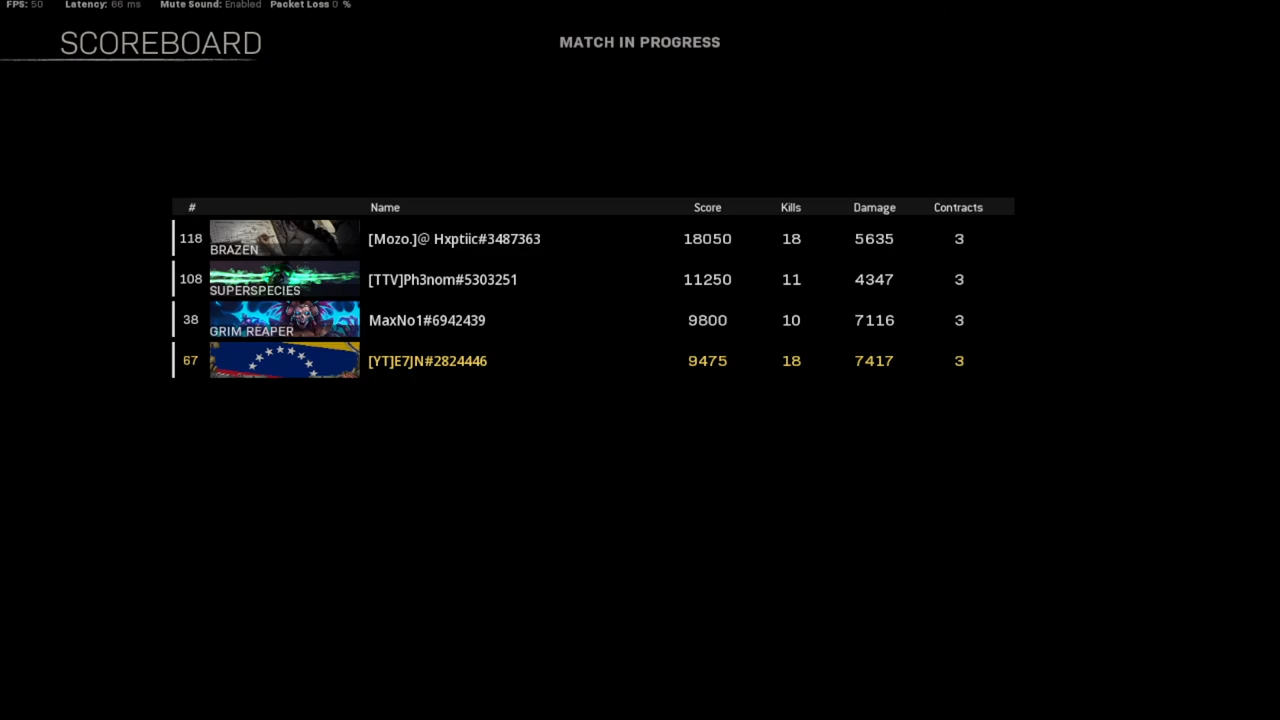 FPS: 50 Latency: 66 ms Mute Sound: Enabled Packet Loss 0 %
SCOREBOARD
MATCH IN PROGRESS
# Name Score Kills Damage Contracts
118 BRAZEN [Mozo.]@ Hxptiic#3487363 18050 18 5635 3
108 SUPERSPECIES [TTV]Ph3nom#5303251 11250 11 4347 3
38 GRIM REAPER MaxNo1#6942439 9800 10 7116 3
67 [YT]E7JN#2824446 9475 18 7417 3